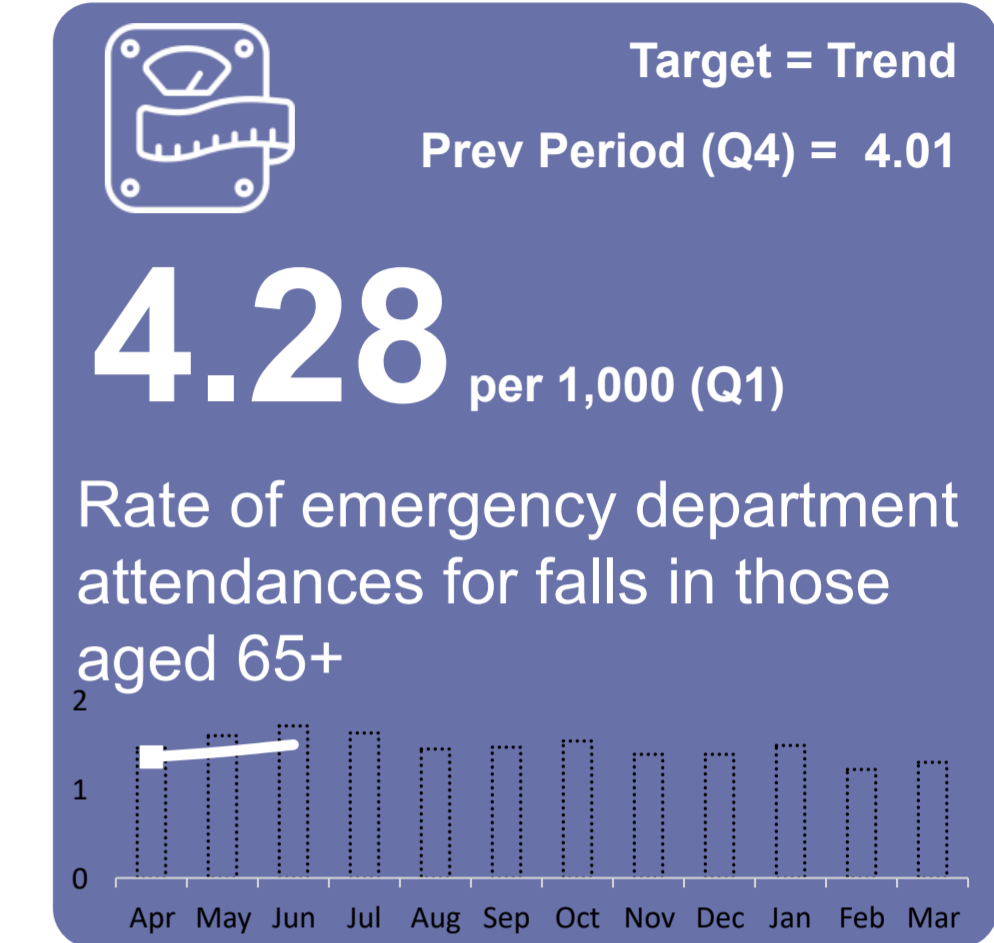 Target = Trend
Prev Period (Q4) = 4.01
4.28 per 1,000 (Q1)
Rate of emergency department
attendances for falls in those
aged 65+
2
1
0
Apr May Jun Jul Aug Sep Oct Nov Dec Jan Feb Mar